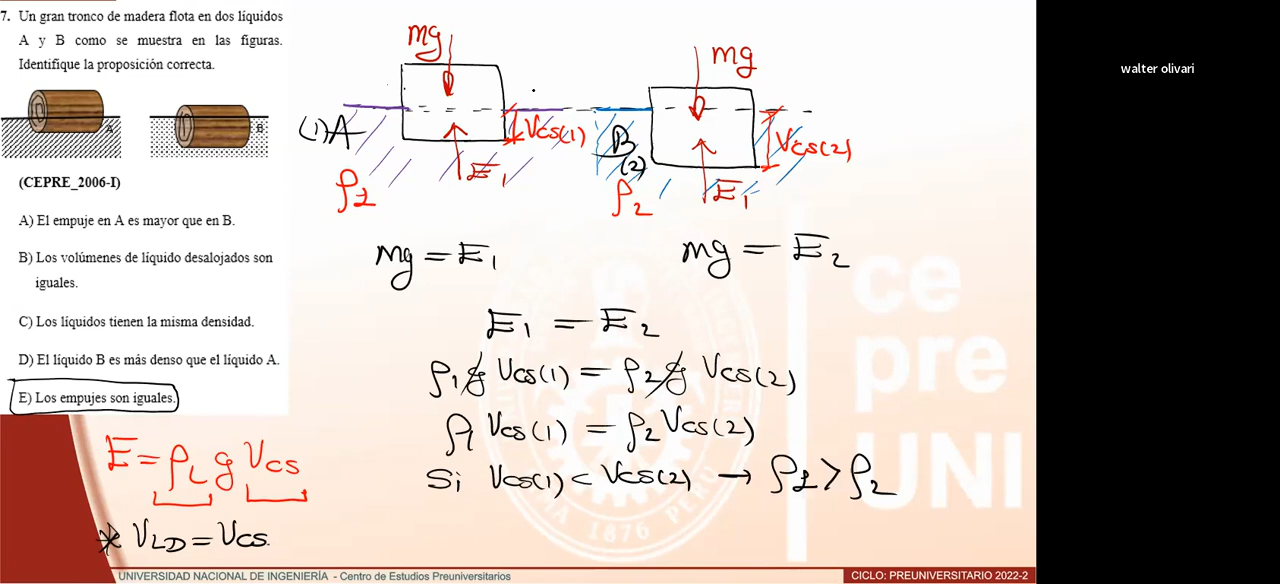 7. Un gran tronco de madera flota en dos líquidos
A y B como se muestra en las figuras.
Identifique la proposición correcta.
A
B
(CEPRE_2006-I)
A) El empuje en A es mayor que en B.
B) Los volúmenes de líquido desalojados son
iguales.
C) Los líquidos tienen la misma densidad.
D) El líquido B es más denso que el líquido A.
E) Los empujes son iguales.
E = ρL g Vcs
* VLD = Vcs.
mg
(1) A
Vcs(1)
E1
ρ1
mg
B
(2)
Vcs(2)
ρ2
E1
mg = E1
mg = E2
E1 = E2
ρ1 g Vcs(1) = ρ2 g Vcs(2)
ρ1 Vcs(1) = ρ2 Vcs(2)
Si Vcs(1) < Vcs(2) → ρ1 > ρ2
ce
pre
UNI
1876
PERU
UNIVERSIDAD NACIONAL DE INGENIERÍA - Centro de Estudios Preuniversitarios
CICLO: PREUNIVERSITARIO 2022-2
walter olivari